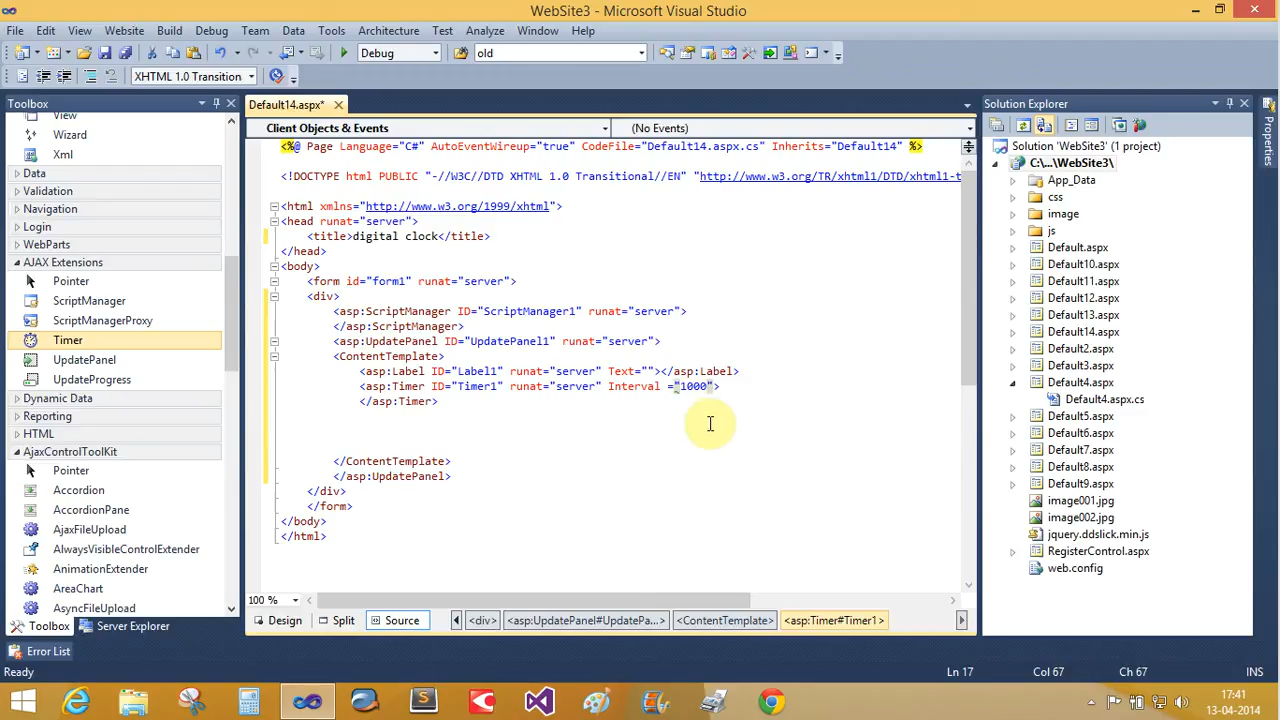 WebSite3 - Microsoft Visual Studio
File Edit View Website Build Debug Team Data Tools Architecture Test Analyze Window Help
Debug old
XHTML 1.0 Transition
Toolbox
View
Wizard
Xml
Data
Validation
Navigation
Login
WebParts
AJAX Extensions
Pointer
ScriptManager
ScriptManagerProxy
Timer
UpdatePanel
UpdateProgress
Dynamic Data
Reporting
HTML
AjaxControlToolKit
Pointer
Accordion
AccordionPane
AjaxFileUpload
AlwaysVisibleControlExtender
AnimationExtender
AreaChart
AsyncFileUpload
Toolbox Server Explorer
Default14.aspx*
Client Objects & Events (No Events)
<%@ Page Language="C#" AutoEventWireup="true" CodeFile="Default14.aspx.cs" Inherits="Default14" %>
<!DOCTYPE html PUBLIC "-//W3C//DTD XHTML 1.0 Transitional//EN" "http://www.w3.org/TR/xhtml1/DTD/xhtml1-t
<html xmlns="http://www.w3.org/1999/xhtml">
<head runat="server">
<title>digital clock</title>
</head>
<body>
<form id="form1" runat="server">
<div>
<asp:ScriptManager ID="ScriptManager1" runat="server">
</asp:ScriptManager>
<asp:UpdatePanel ID="UpdatePanel1" runat="server">
<ContentTemplate>
<asp:Label ID="Label1" runat="server" Text=""></asp:Label>
<asp:Timer ID="Timer1" runat="server" Interval ="1000">
</asp:Timer>
</ContentTemplate>
</asp:UpdatePanel>
</div>
</form>
</body>
</html>
100 %
Design Split Source <div> <asp:UpdatePanel#UpdatePa...> <ContentTemplate> <asp:Timer#Timer1>
Solution Explorer
Solution 'WebSite3' (1 project)
C:\...\WebSite3\
App_Data
css
image
js
Default.aspx
Default10.aspx
Default11.aspx
Default12.aspx
Default13.aspx
Default14.aspx
Default2.aspx
Default3.aspx
Default4.aspx
Default4.aspx.cs
Default5.aspx
Default6.aspx
Default7.aspx
Default8.aspx
Default9.aspx
image001.jpg
image002.jpg
jquery.ddslick.min.js
RegisterControl.aspx
web.config
Properties
Error List
Ready Ln 17 Col 67 Ch 67 INS
17:41
13-04-2014